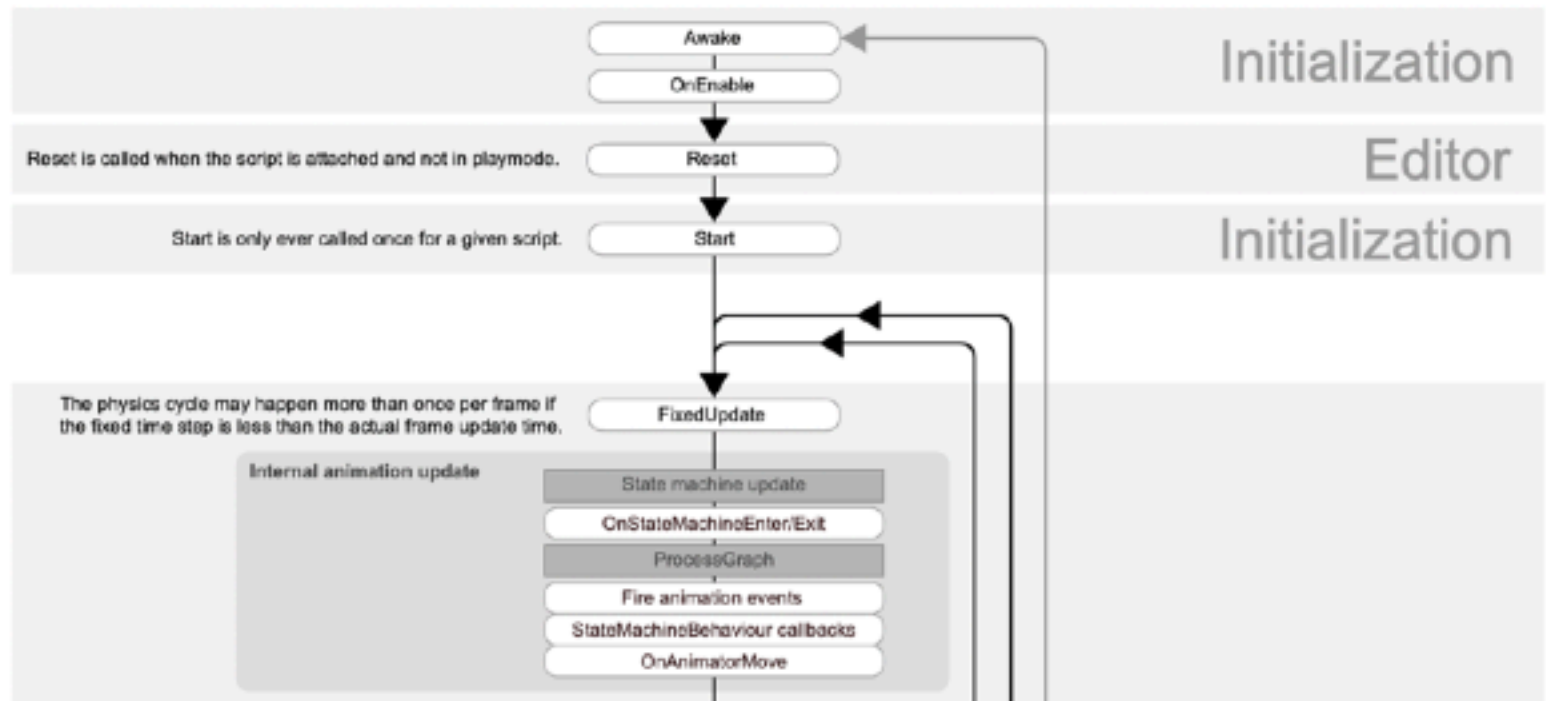 Awake
Initialization
OnEnable
Reset is called when the script is attached and not in playmode.
Reset
Editor
Start is only ever called once for a given script.
Start
Initialization
The physics cycle may happen more than once per frame if
the fixed time step is less than the actual frame update time.
FixedUpdate
Internal animation update
State machine update
OnStateMachineEnter/Exit
ProcessGraph
Fire animation events
StateMachineBehaviour callbacks
OnAnimatorMove